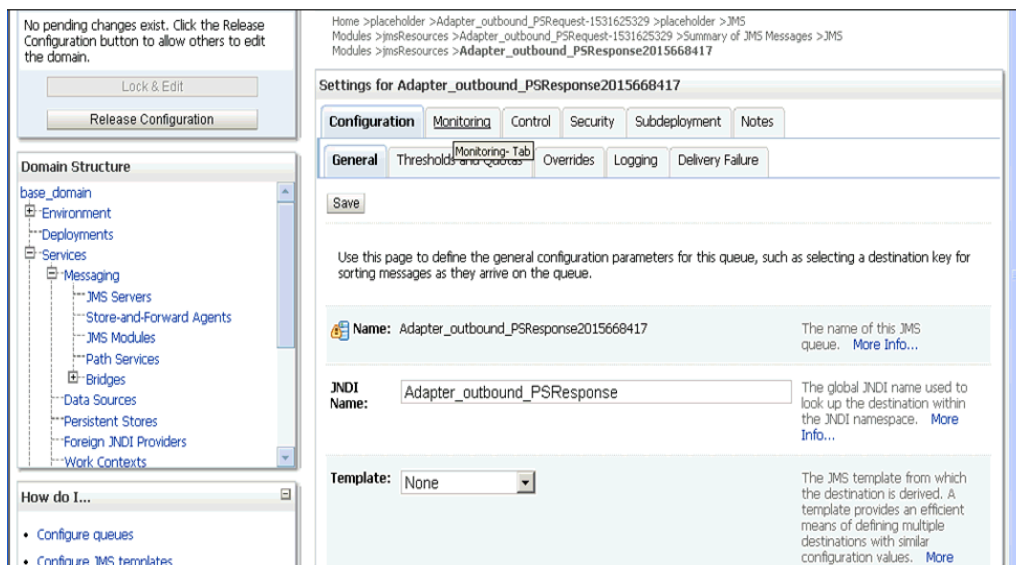 No pending changes exist. Click the Release
Configuration button to allow others to edit
the domain.
Lock & Edit
Release Configuration
Domain Structure
base_domain
Environment
Deployments
Services
Messaging
JMS Servers
Store-and-Forward Agents
JMS Modules
Path Services
Bridges
Data Sources
Persistent Stores
Foreign JNDI Providers
Work Contexts
How do I...
• Configure queues
• Configure JMS templates
Home >placeholder >Adapter_outbound_PSRequest-1531625329 >placeholder >JMS
Modules >jmsResources >Adapter_outbound_PSRequest-1531625329 >Summary of JMS Messages >JMS
Modules >jmsResources >Adapter_outbound_PSResponse2015668417
Settings for Adapter_outbound_PSResponse2015668417
Configuration Monitoring Control Security Subdeployment Notes
Monitoring- Tab
General Thresholds and Quotas Overrides Logging Delivery Failure
Save
Use this page to define the general configuration parameters for this queue, such as selecting a destination key for
sorting messages as they arrive on the queue.
Name: Adapter_outbound_PSResponse2015668417
The name of this JMS
queue. More Info...
JNDI
Name:
Adapter_outbound_PSResponse
The global JNDI name used to
look up the destination within
the JNDI namespace. More
Info...
Template: None
The JMS template from which
the destination is derived. A
template provides an efficient
means of defining multiple
destinations with similar
configuration values. More